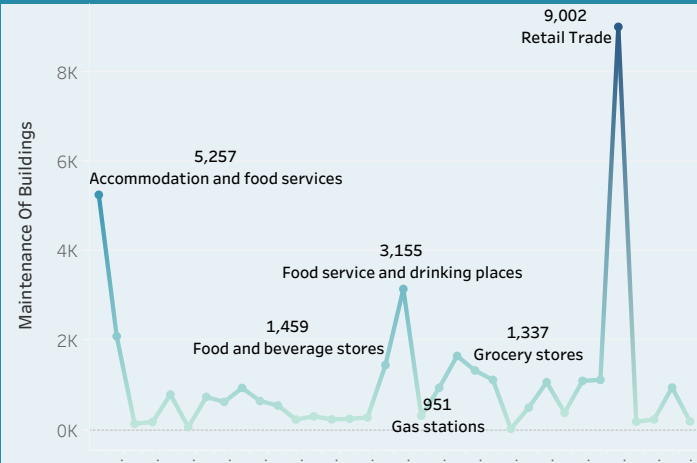 9,002
Retail Trade
8K
5,257
6K
Accommodation and food services
Maintenance Of Buildings
3,155
4K
Food service and drinking places
1,459
1,337
2K
Food and beverage stores
Grocery stores
951
Gas stations
0K